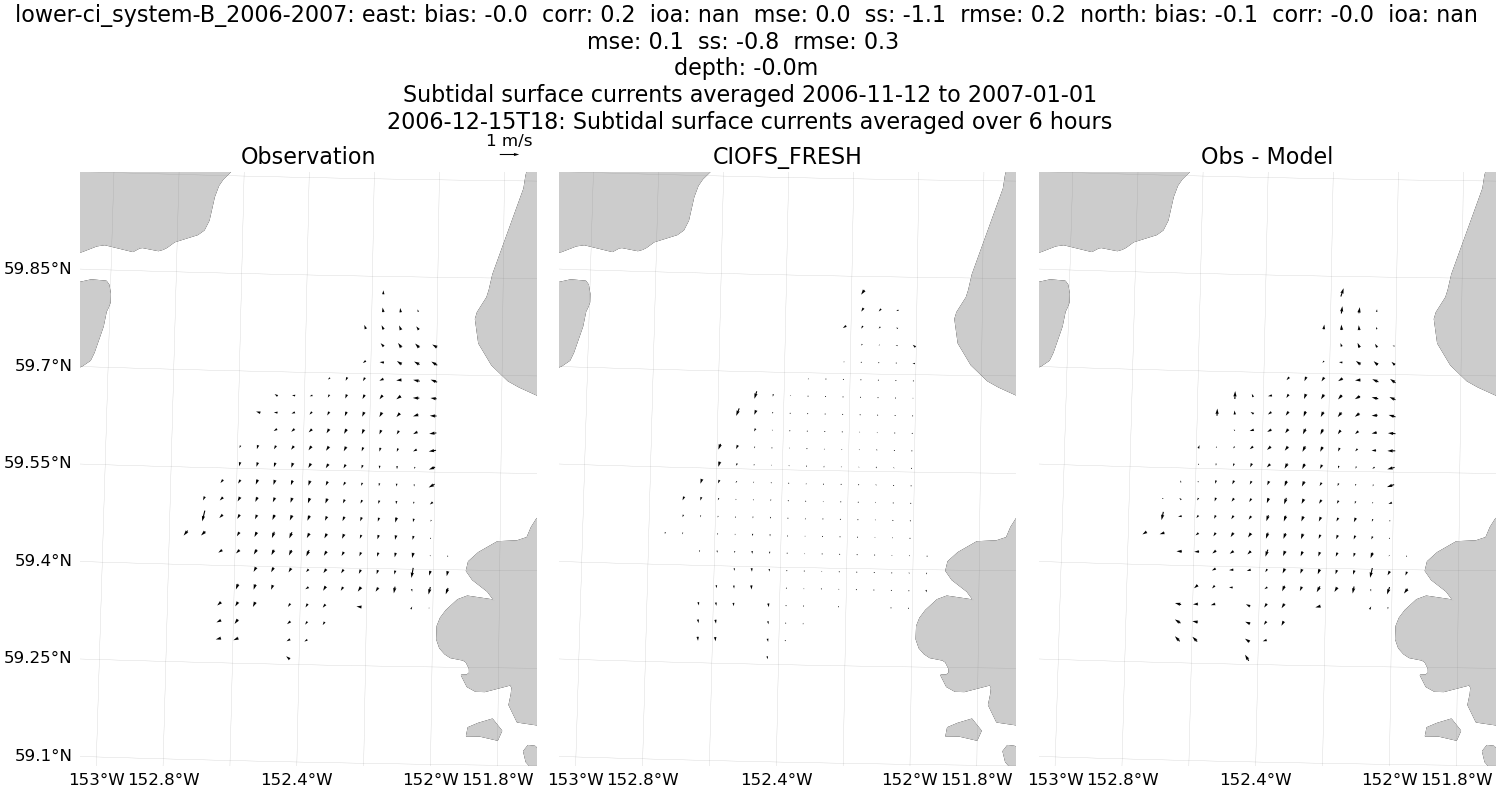 lower-ci_system-B_2006-2007: east: bias: -0.0  corr: 0.2  ioa: nan  mse: 0.0  ss: -1.1  rmse: 0.2  north: bias: -0.1  corr: -0.0  ioa: nan
mse: 0.1  ss: -0.8  rmse: 0.3
depth: -0.0m
Subtidal surface currents averaged 2006-11-12 to 2007-01-01
2006-12-15T18: Subtidal surface currents averaged over 6 hours
1 m/s
Observation
CIOFS_FRESH
Obs - Model
59.85°N
59.7°N
59.55°N
59.4°N
59.25°N
59.1°N
153°W 152.8°W 152.4°W 152°W 151.8°W
153°W 152.8°W 152.4°W 152°W 151.8°W
153°W 152.8°W 152.4°W 152°W 151.8°W